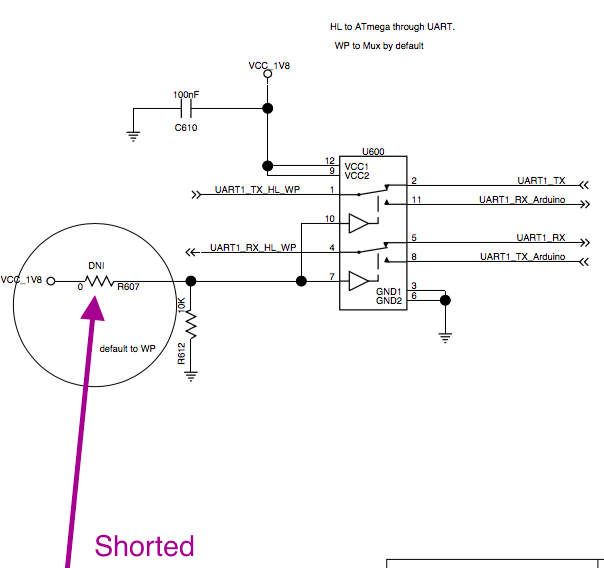 HL to ATmega through UART.
WP to Mux by default
VCC_1V8
100nF
C610
U600
12
VCC1
9
VCC2
UART1_TX_HL_WP
1
2
UART1_TX
11
UART1_RX_Arduino
10
UART1_RX_HL_WP
4
5
UART1_RX
8
UART1_TX_Arduino
DNI
VCC_1V8
0
R607
7
3
GND1
6
GND2
10K
R612
default to WP
Shorted